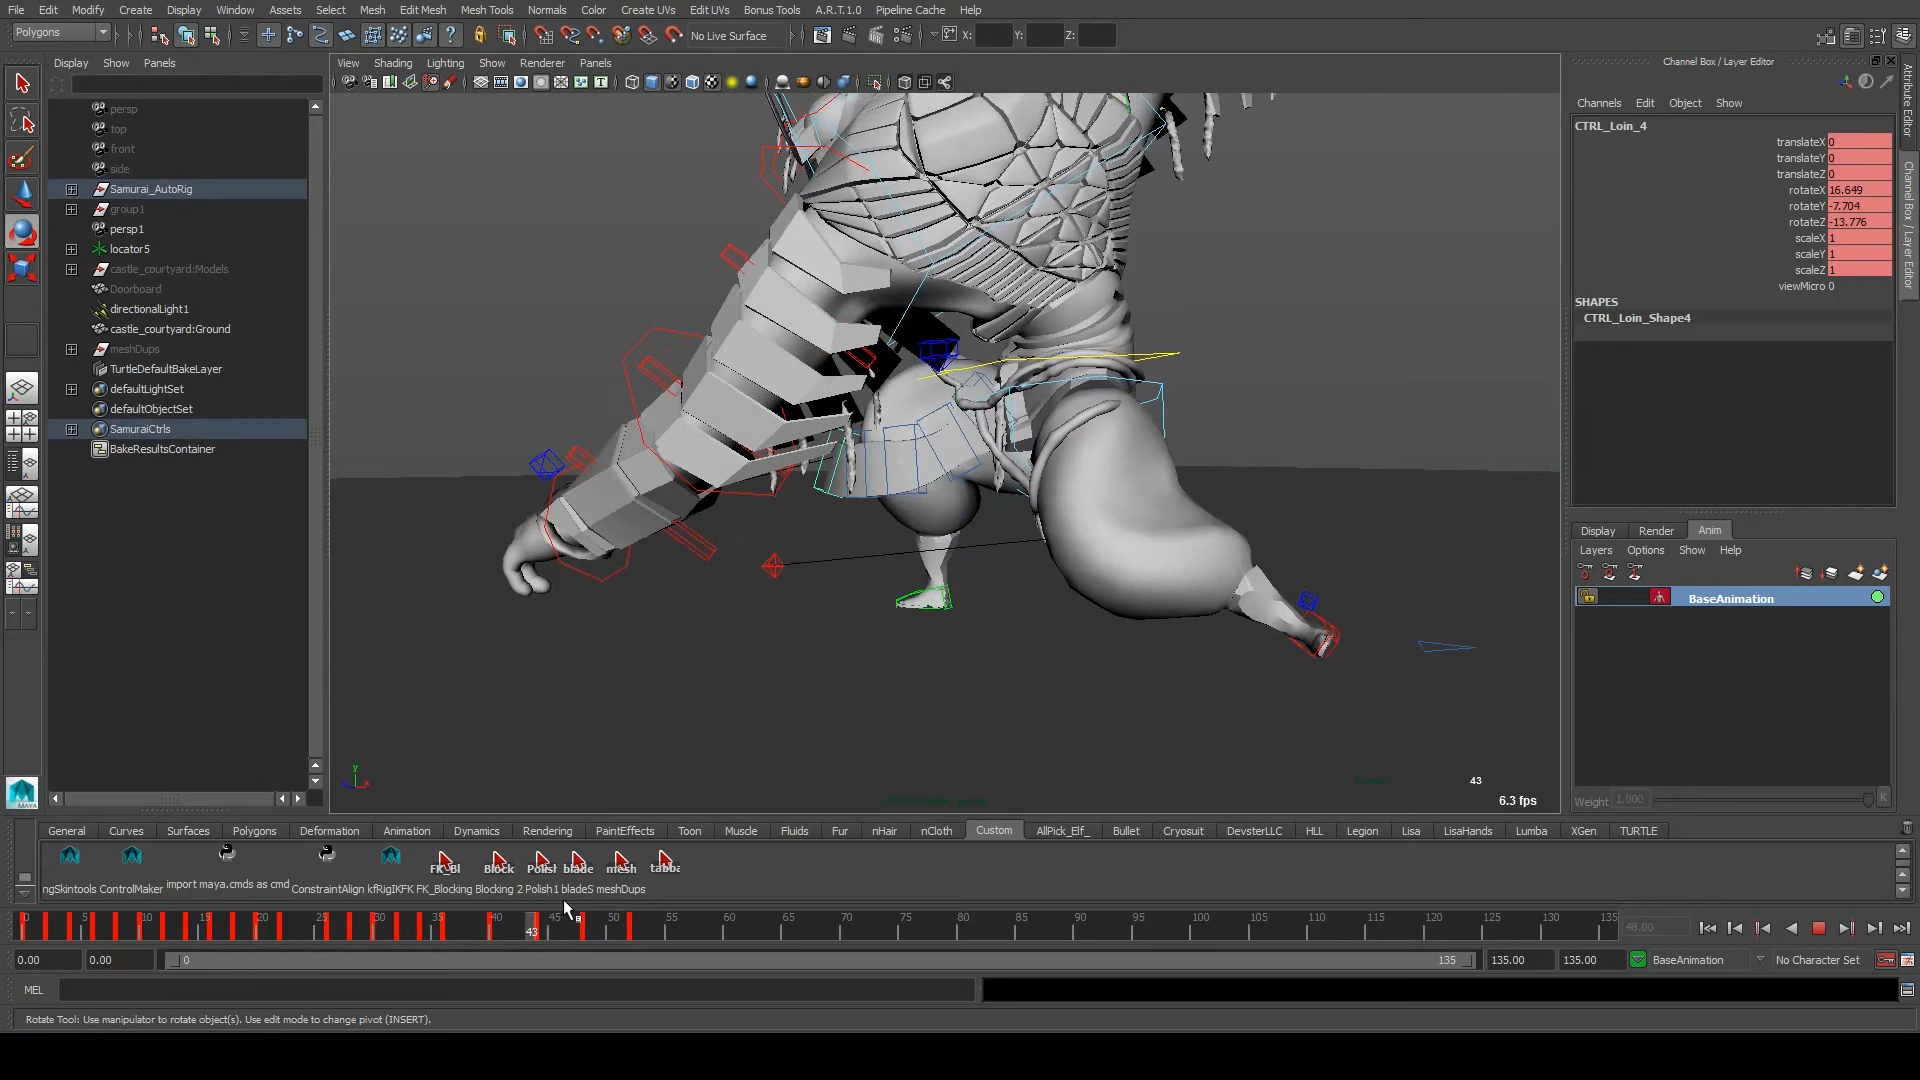 File Edit Modify Create Display Window Assets Select Mesh Edit Mesh Mesh Tools Normals Color Create UVs Edit UVs Bonus Tools A.R.T.1.0 Pipeline Cache Help
Polygons
No Live Surface
X:
Y:
Z:
Display Show Panels
persp
top
front
side
Samurai_AutoRig
group1
persp1
locator5
castle_courtyard:Models
Doorboard
directionalLight1
castle_courtyard:Ground
meshDups
TurtleDefaultBakeLayer
defaultLightSet
defaultObjectSet
SamuraiCtrls
BakeResultsContainer
View Shading Lighting Show Renderer Panels
43
6.3 fps
Channel Box / Layer Editor
Channels Edit Object Show
CTRL_Loin_4
translateX 0
translateY 0
translateZ 0
rotateX 16.649
rotateY -7.704
rotateZ -13.776
scaleX 1
scaleY 1
scaleZ 1
viewMicro 0
SHAPES
CTRL_Loin_Shape4
Attribute Editor
Channel Box / Layer Editor
Display Render Anim
Layers Options Show Help
BaseAnimation
Weight 1.000
K
MAYA
General Curves Surfaces Polygons Deformation Animation Dynamics Rendering PaintEffects Toon Muscle Fluids Fur nHair nCloth Custom AllPick_Elf_ Bullet Cryosuit DevsterLLC HLL Legion Lisa LisaHands Lumba XGen TURTLE
FK_Bl Block Polish blade mesh tabba
ngSkintools ControlMaker import maya.cmds as cmd ConstraintAlign kfRigIKFK FK_Blocking Blocking 2 Polish1 bladeS meshDups
0 5 10 15 20 25 30 35 40 45 50 55 60 65 70 75 80 85 90 95 100 105 110 115 120 125 130 135
43
48.00
0.00 0.00 0 135 135.00 135.00 BaseAnimation No Character Set
MEL
Rotate Tool: Use manipulator to rotate object(s). Use edit mode to change pivot (INSERT).